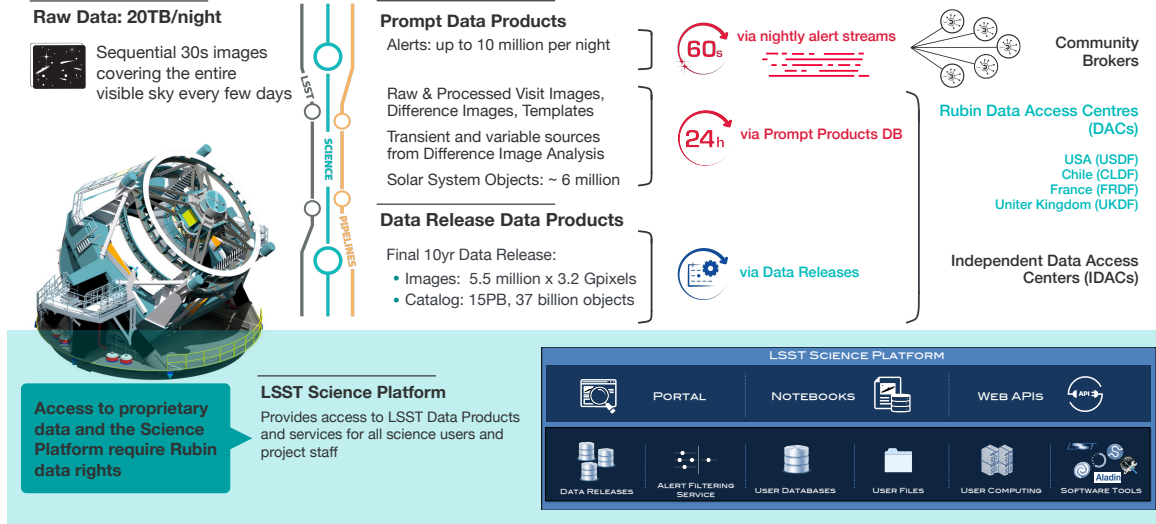 Raw Data: 20TB/night
Sequential 30s images
covering the entire
visible sky every few days
LSST
SCIENCE
PIPELINES
Prompt Data Products
Alerts: up to 10 million per night
60s
via nightly alert streams
Community
Brokers
Raw & Processed Visit Images,
Difference Images, Templates
Transient and variable sources
from Difference Image Analysis
Solar System Objects: ~ 6 million
24h
via Prompt Products DB
Rubin Data Access Centres
(DACs)
USA (USDF)
Chile (CLDF)
France (FRDF)
Uniter Kingdom (UKDF)
Data Release Data Products
Final 10yr Data Release:
• Images: 5.5 million x 3.2 Gpixels
• Catalog: 15PB, 37 billion objects
via Data Releases
Independent Data Access
Centers (IDACs)
Access to proprietary
data and the Science
Platform require Rubin
data rights
LSST Science Platform
Provides access to LSST Data Products
and services for all science users and
project staff
LSST Science Platform
Portal
Notebooks
Web APIs
API
Data Releases
Alert Filtering
Service
User Databases
User Files
User Computing
Software Tools
Aladin